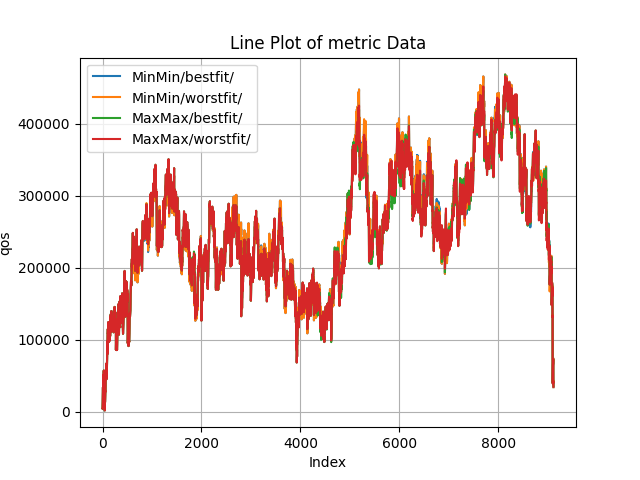 Line Plot of metric Data
MinMin/bestfit/
MinMin/worstfit/
MaxMax/bestfit/
MaxMax/worstfit/
400000
300000
200000
100000
0
qos
0 2000 4000 6000 8000
Index